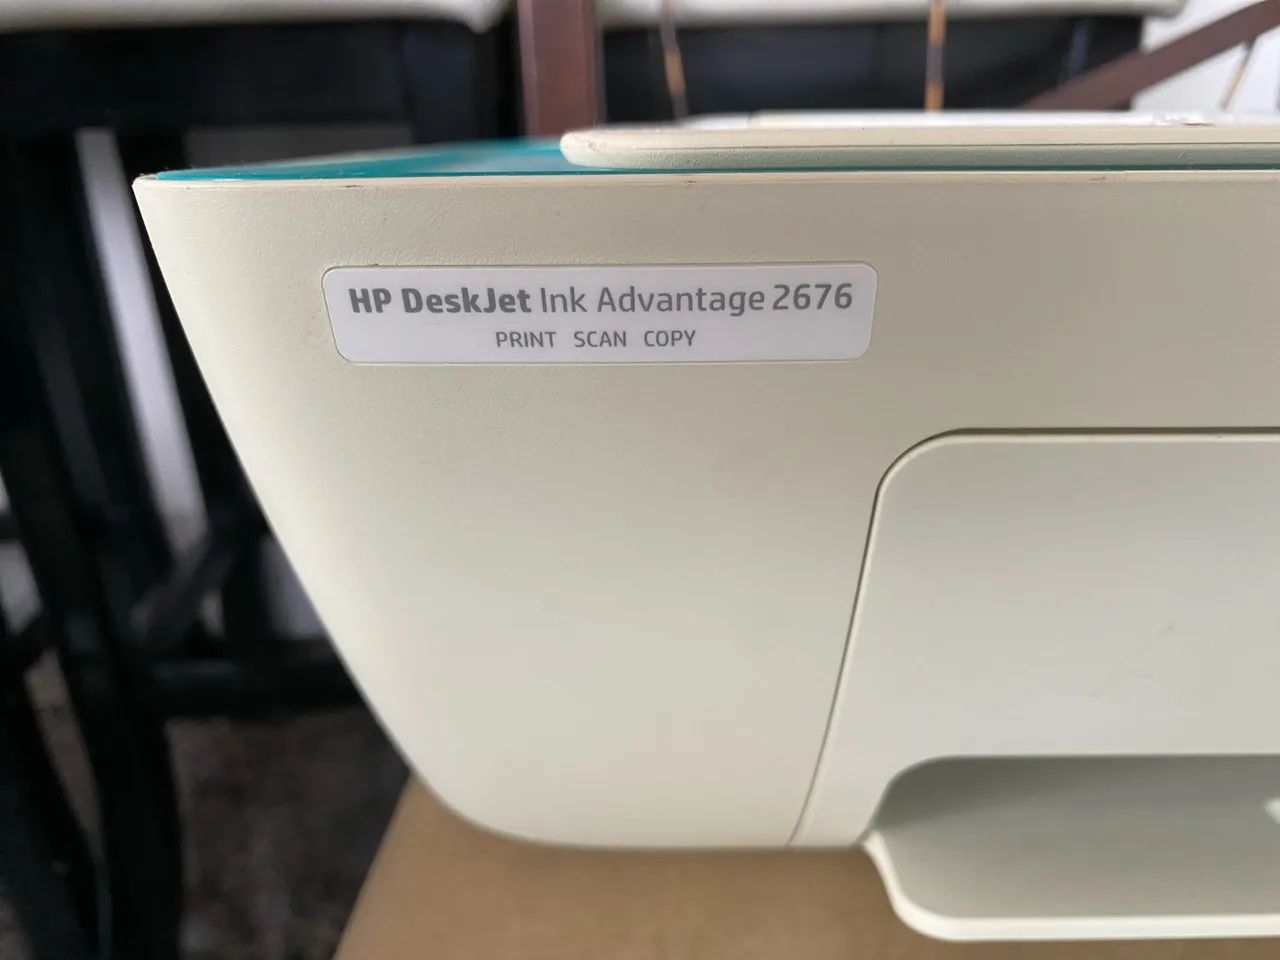 HP DeskJet Ink Advantage 2676
PRINT SCAN COPY